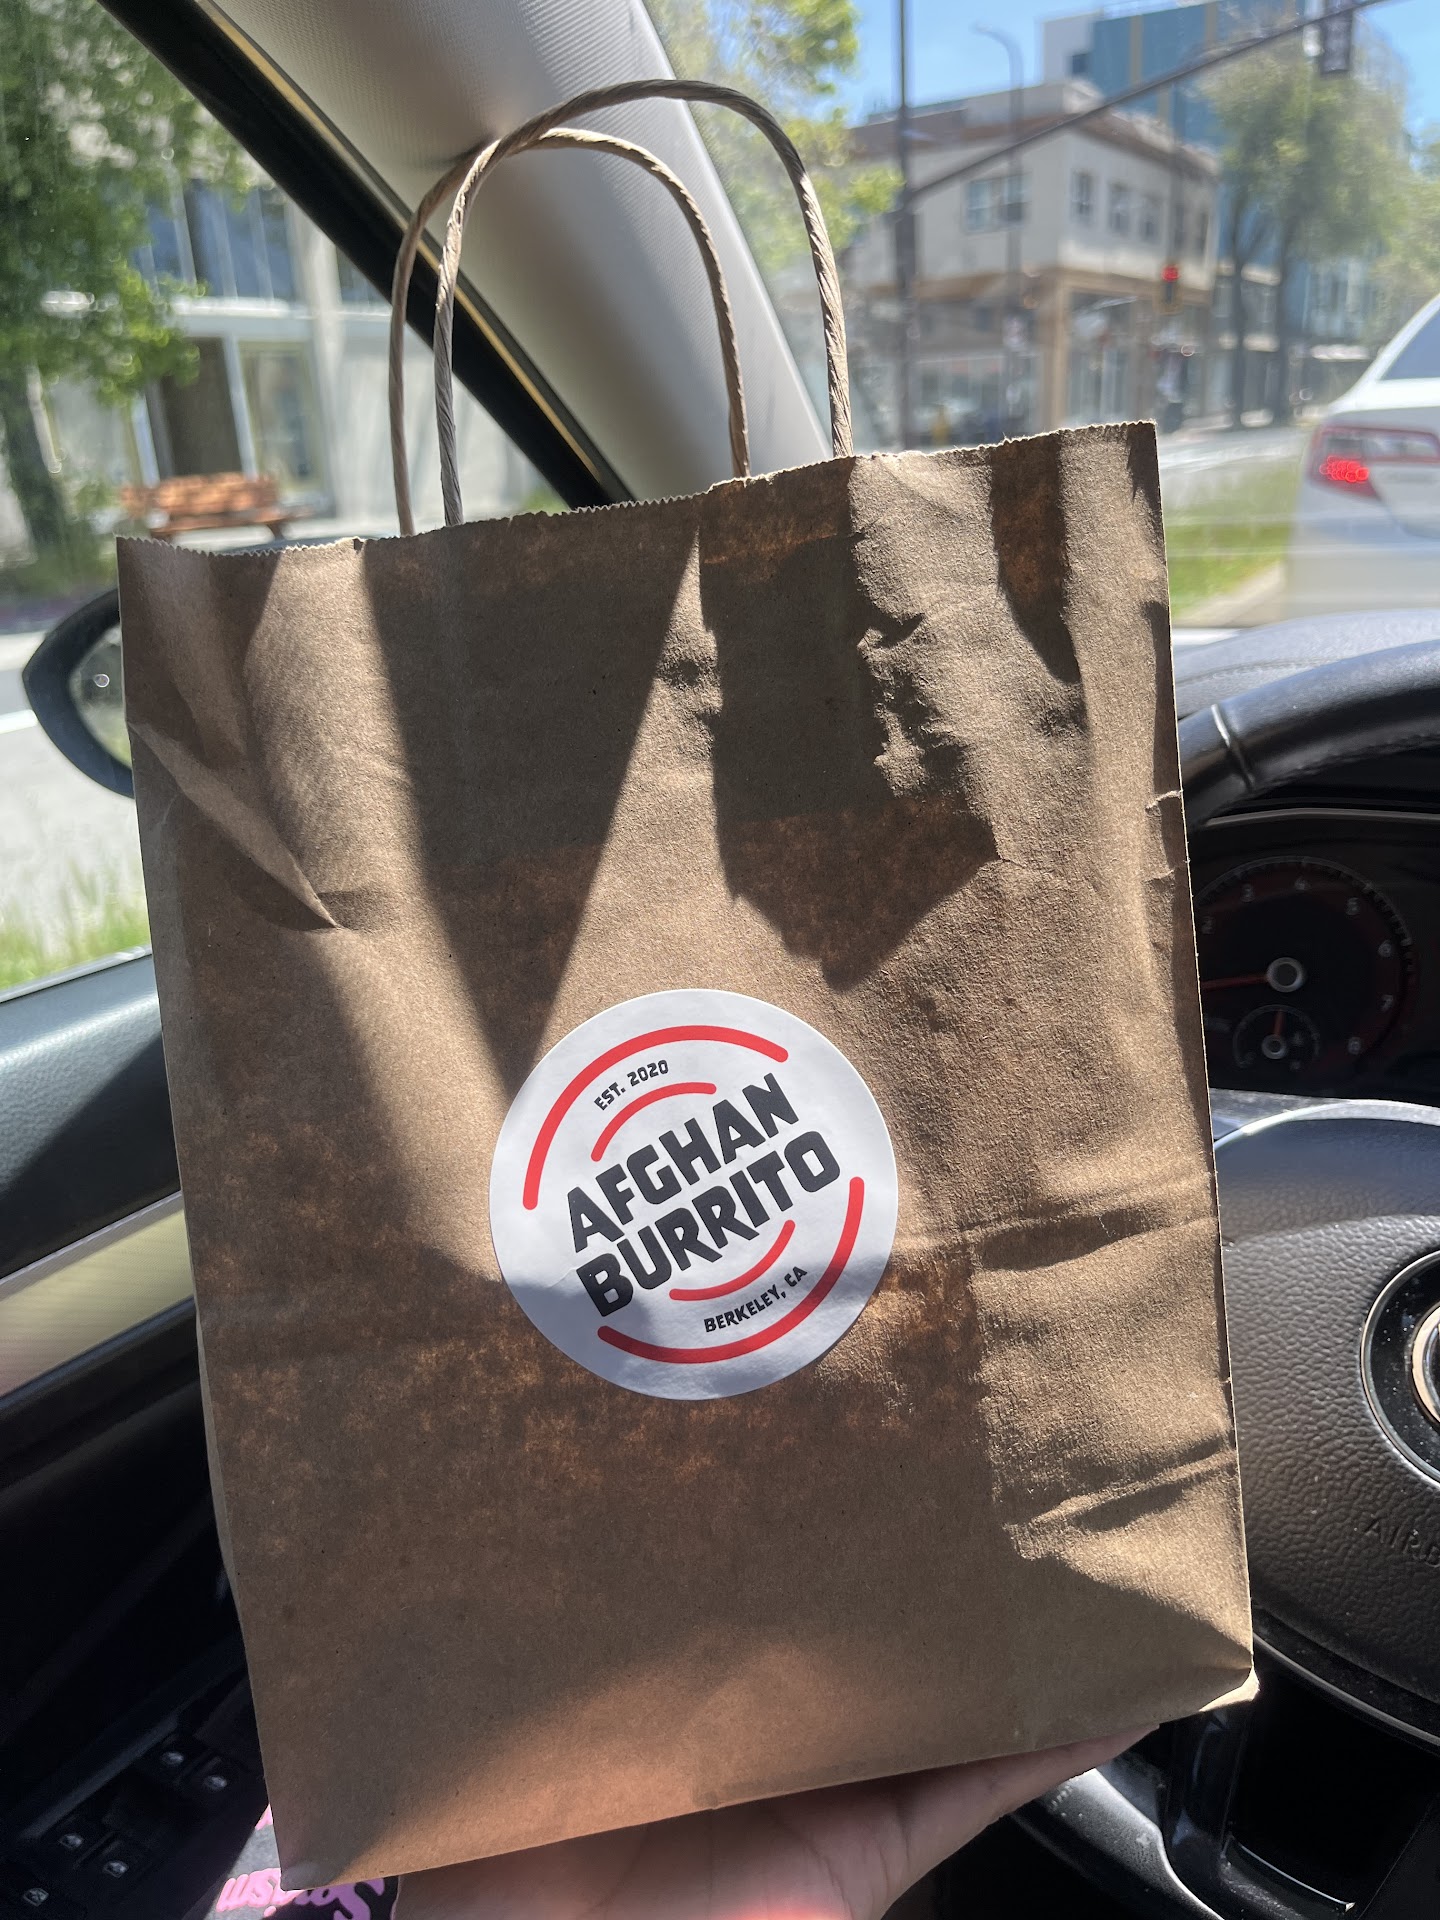 EST. 2020
AFGHAN
BURRITO
BERKELEY, CA